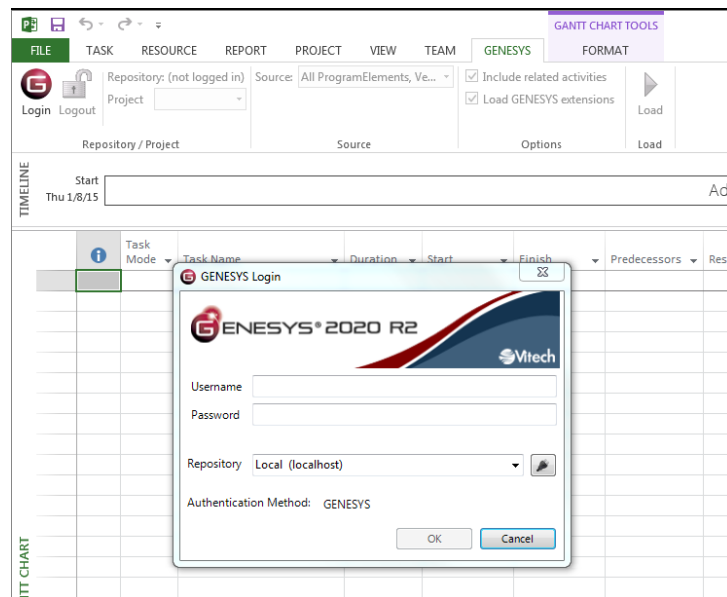 GANTT CHART TOOLS
FILE TASK RESOURCE REPORT PROJECT VIEW TEAM GENESYS FORMAT
Repository: (not logged in) Source: All ProgramElements, Ve... Include related activities
Project Load GENESYS extensions
Login Logout Load
Repository / Project Source Options Load
TIMELINE
Start
Thu 1/8/15
Task
Mode Task Name Duration Start Finish Predecessors
GENESYS Login
GENESYS® 2020 R2
Vitech
Username
Password
Repository Local (localhost)
Authentication Method: GENESYS
OK Cancel
CHART